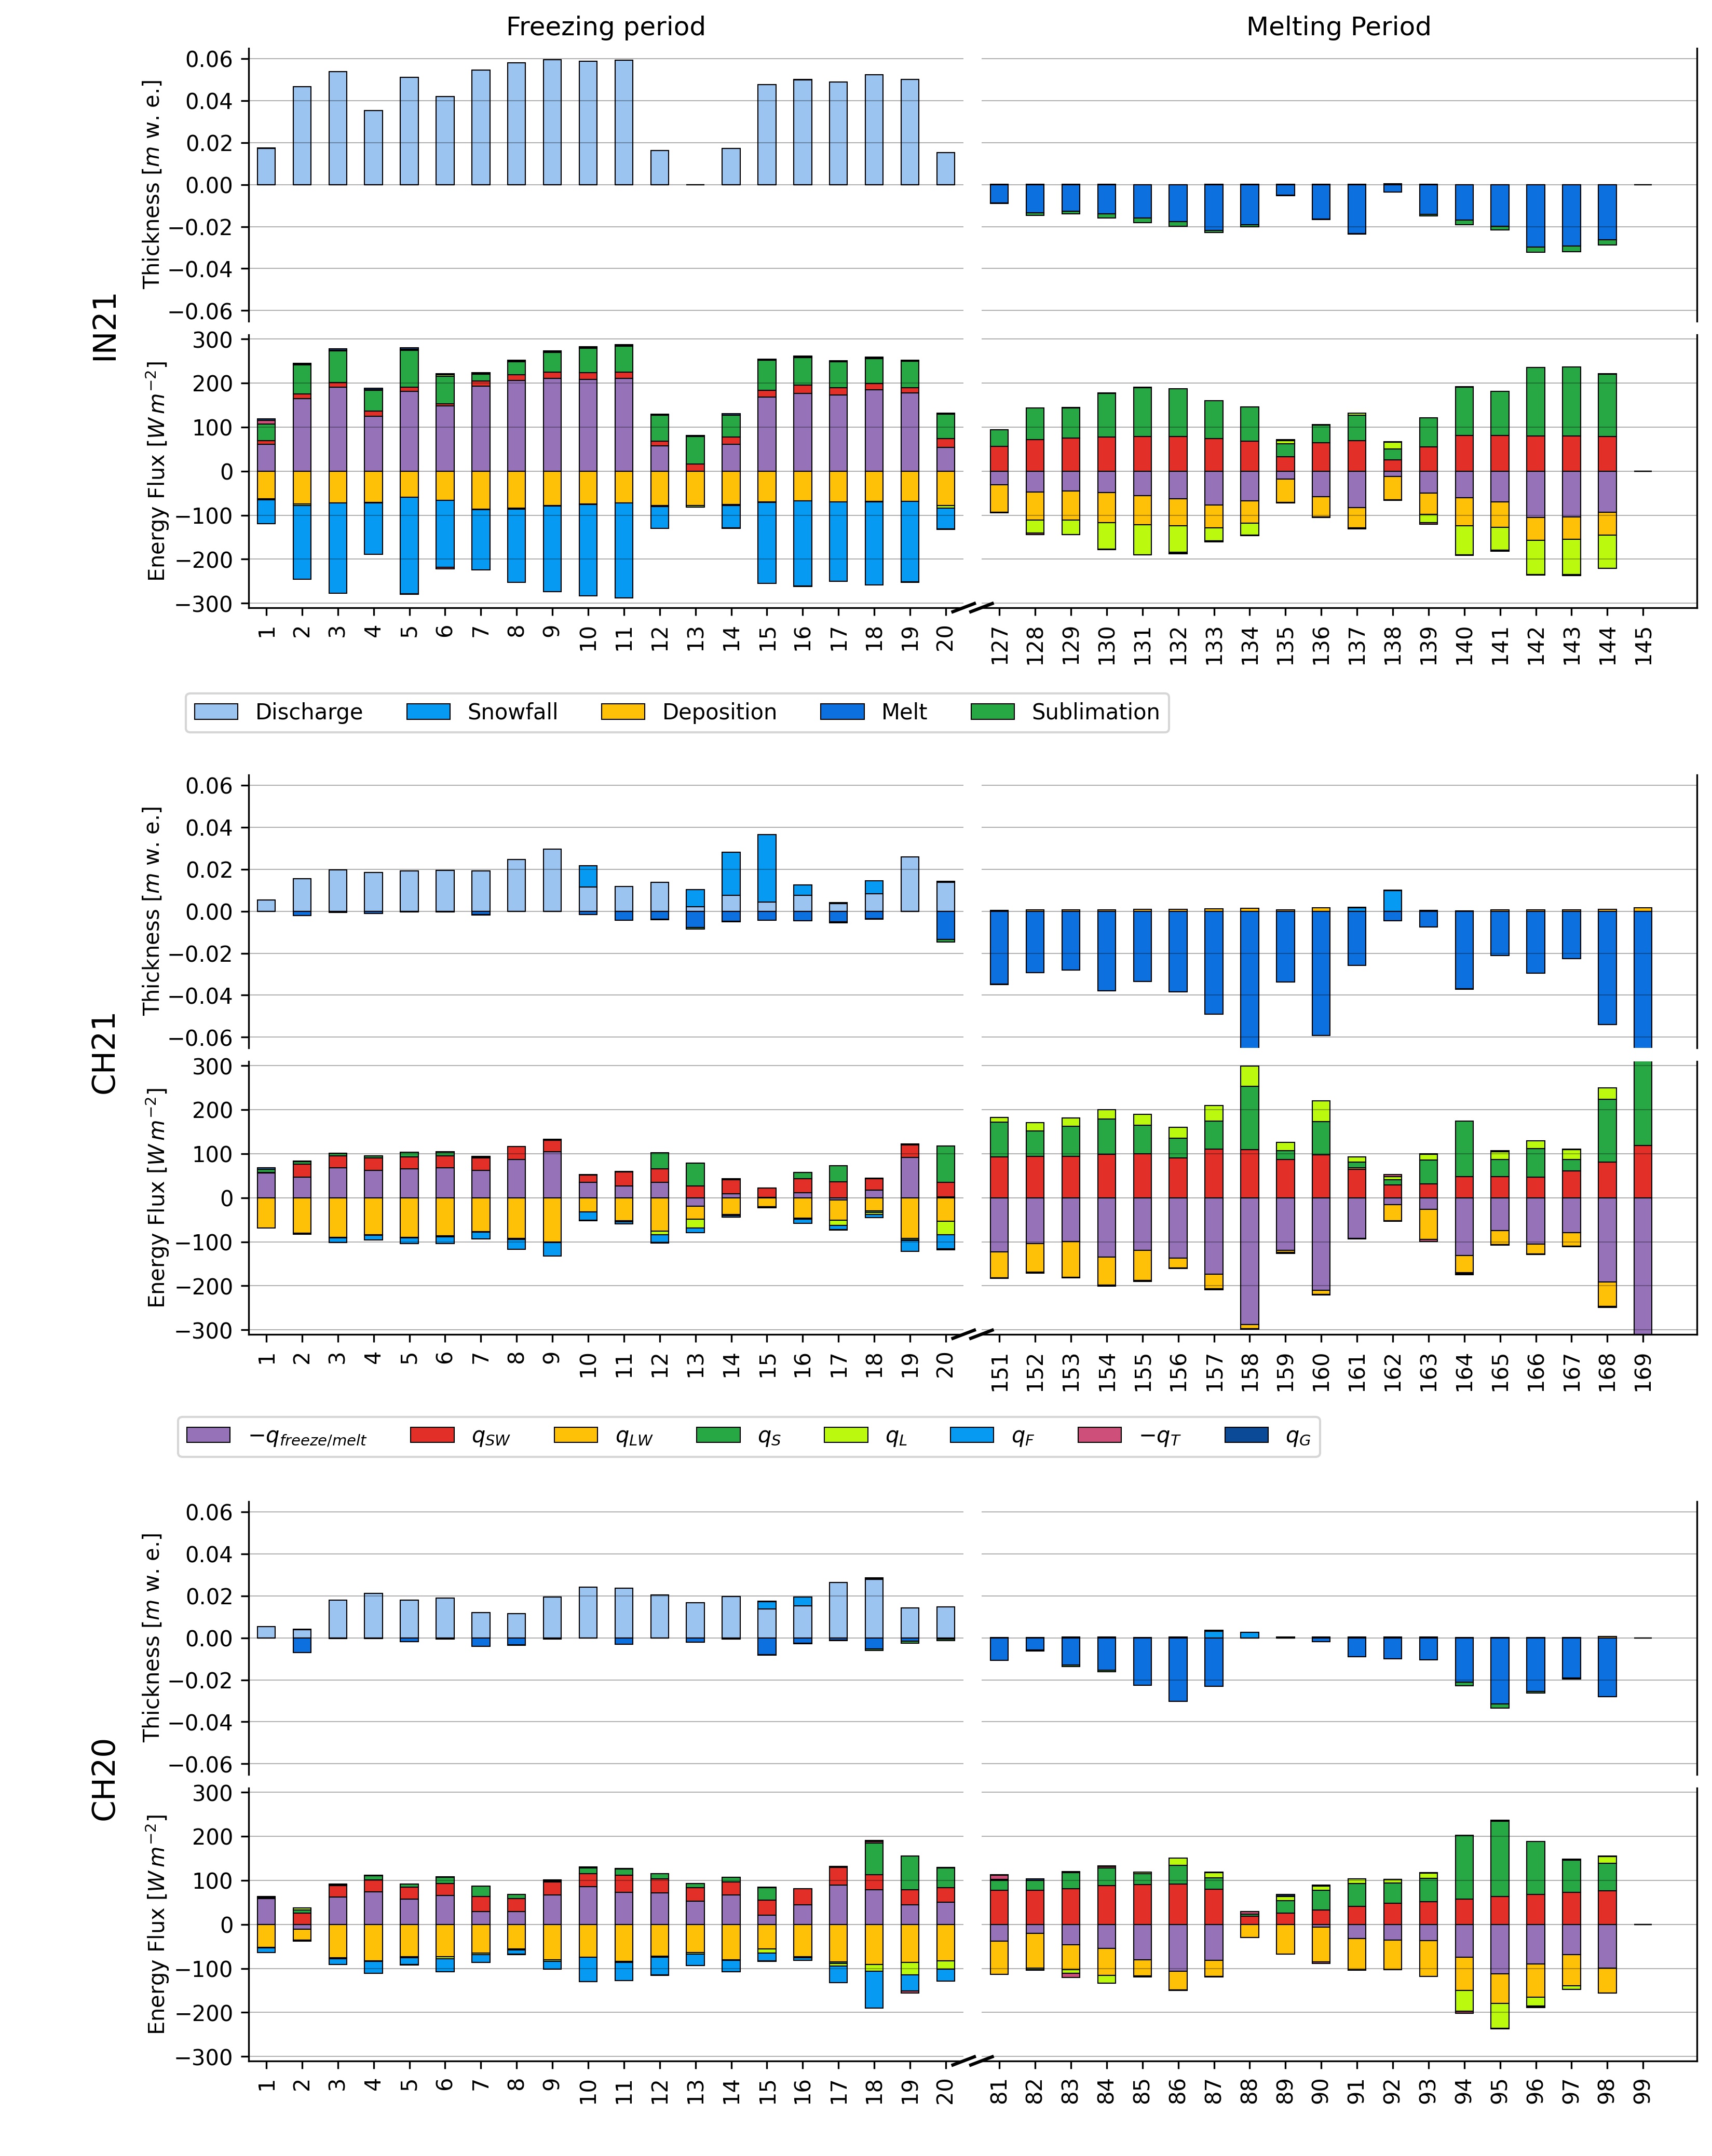 Freezing period Melting Period
IN21
Thickness [m w. e.]
0.06
0.04
0.02
0.00
−0.02
−0.04
−0.06
Energy Flux [W m⁻²]
300
200
100
0
−100
−200
−300
1 2 3 4 5 6 7 8 9 10 11 12 13 14 15 16 17 18 19 20 127 128 129 130 131 132 133 134 135 136 137 138 139 140 141 142 143 144 145
Discharge Snowfall Deposition Melt Sublimation
CH21
Thickness [m w. e.]
0.06
0.04
0.02
0.00
−0.02
−0.04
−0.06
Energy Flux [W m⁻²]
300
200
100
0
−100
−200
−300
1 2 3 4 5 6 7 8 9 10 11 12 13 14 15 16 17 18 19 20 151 152 153 154 155 156 157 158 159 160 161 162 163 164 165 166 167 168 169
−q_freeze/melt q_SW q_LW q_S q_L q_F −q_T q_G
CH20
Thickness [m w. e.]
0.06
0.04
0.02
0.00
−0.02
−0.04
−0.06
Energy Flux [W m⁻²]
300
200
100
0
−100
−200
−300
1 2 3 4 5 6 7 8 9 10 11 12 13 14 15 16 17 18 19 20 81 82 83 84 85 86 87 88 89 90 91 92 93 94 95 96 97 98 99